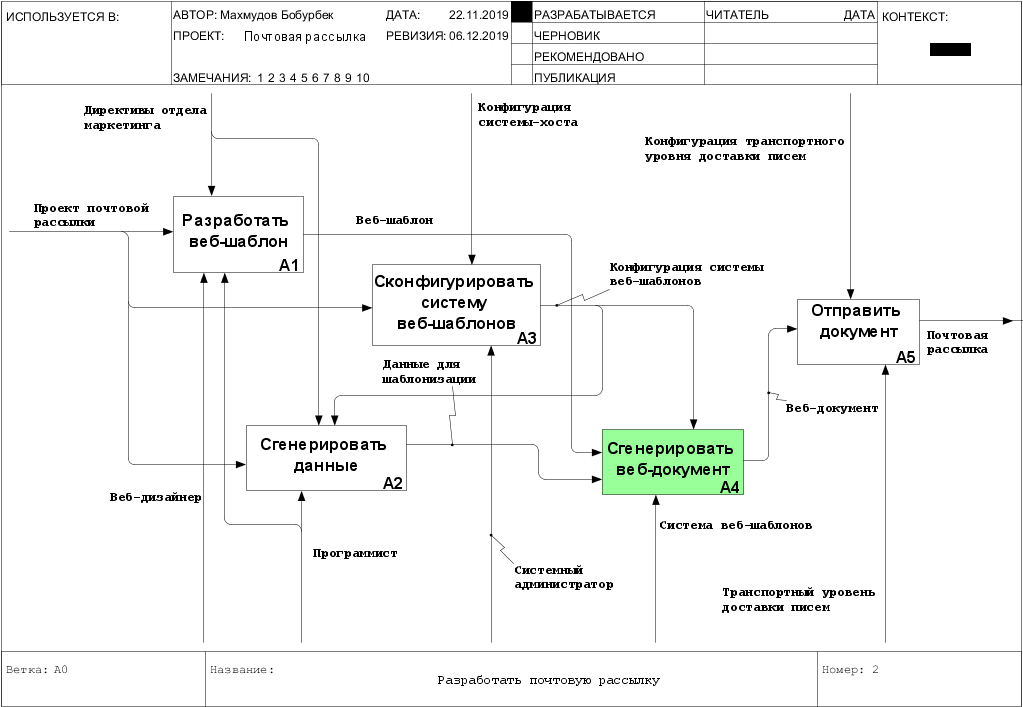 ИСПОЛЬЗУЕТСЯ В:
АВТОР: Махмудов Бобурбек
ДАТА: 22.11.2019
РАЗРАБАТЫВАЕТСЯ
ЧИТАТЕЛЬ
ДАТА
КОНТЕКСТ:
ПРОЕКТ: Почтовая рассылка
РЕВИЗИЯ: 06.12.2019
ЧЕРНОВИК
РЕКОМЕНДОВАНО
ЗАМЕЧАНИЯ: 1 2 3 4 5 6 7 8 9 10
ПУБЛИКАЦИЯ
Директивы отдела
маркетинга
Конфигурация
системы-хоста
Конфигурация транспортного
уровня доставки писем
Проект почтовой
рассылки
Разработать
веб-шаблон
A1
Веб-шаблон
Сконфигурировать
систему
веб-шаблонов
A3
Конфигурация системы
веб-шаблонов
Отправить
документ
A5
Почтовая
рассылка
Данные для
шаблонизации
Веб-документ
Сгенерировать
данные
A2
Сгенерировать
веб-документ
A4
Веб-дизайнер
Программист
Системный
администратор
Система веб-шаблонов
Транспортный уровень
доставки писем
Ветка: A0
Название:
Разработать почтовую рассылку
Номер: 2